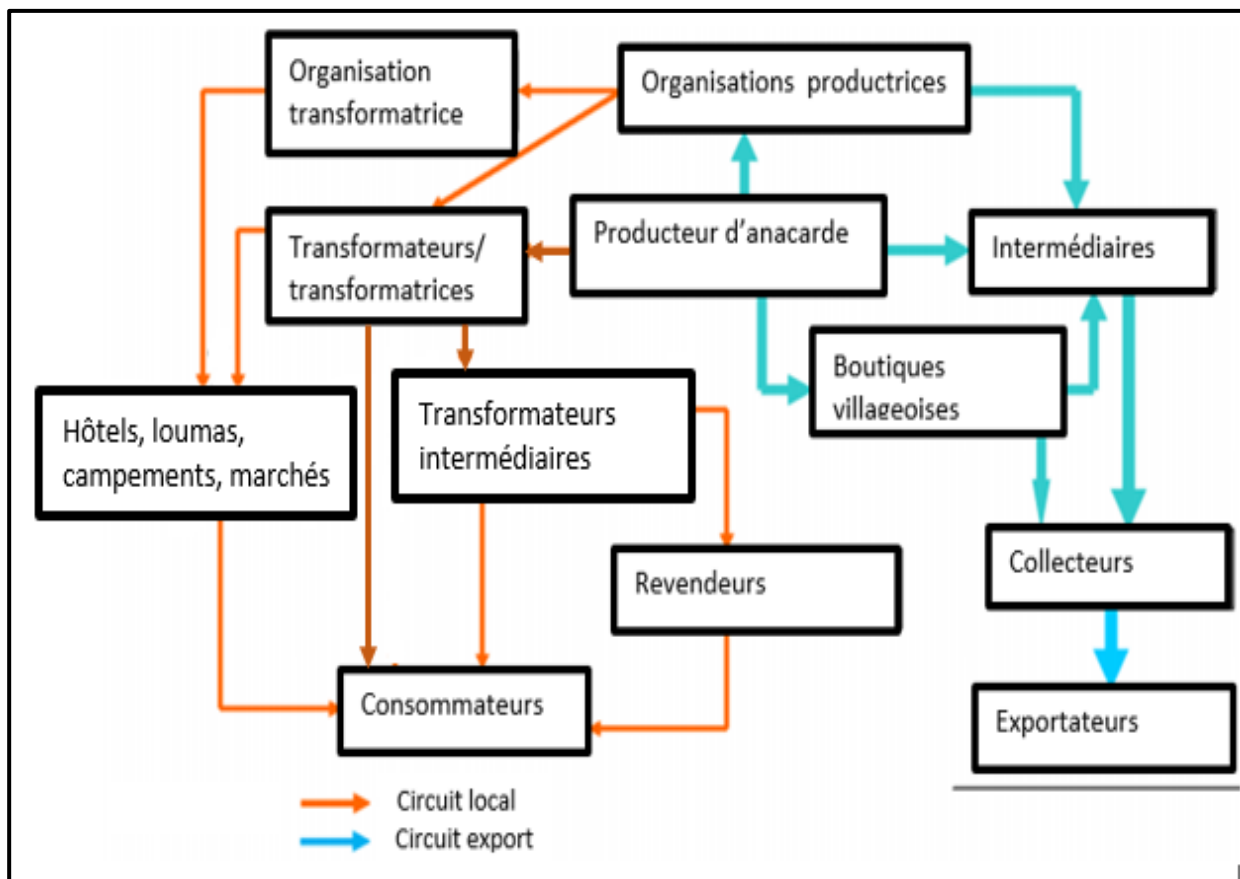 Organisation
transformatrice
Organisations productrices
Transformateurs/
transformatrices
Producteur d’anacarde
Intermédiaires
Boutiques
villageoises
Hôtels, loumas,
campements, marchés
Transformateurs
intermédiaires
Revendeurs
Collecteurs
Consommateurs
Exportateurs
Circuit local
Circuit export